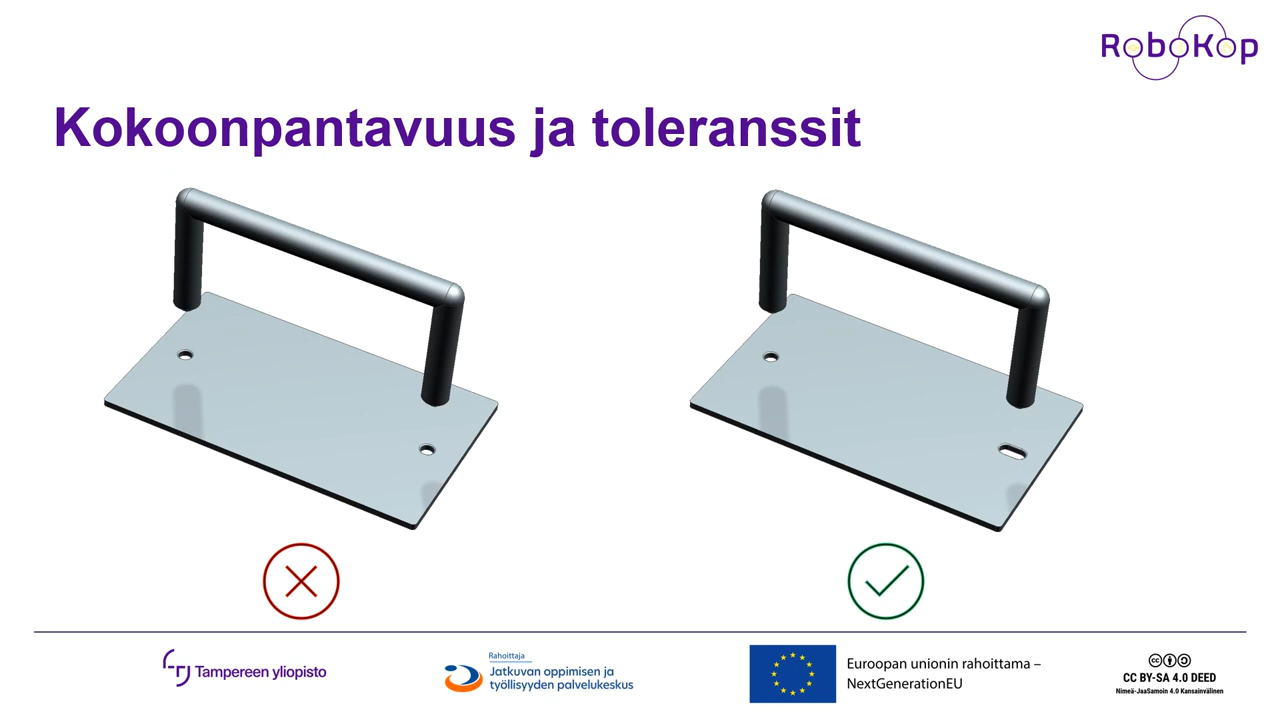 RoboKop
Kokoonpantavuus ja toleranssit
Tampereen yliopisto
Rahoittaja
Jatkuvan oppimisen ja
työllisyyden palvelukeskus
Euroopan unionin rahoittama –
NextGenerationEU
CC BY-SA 4.0 DEED
Nimeä-JaaSamoin 4.0 Kansainvälinen